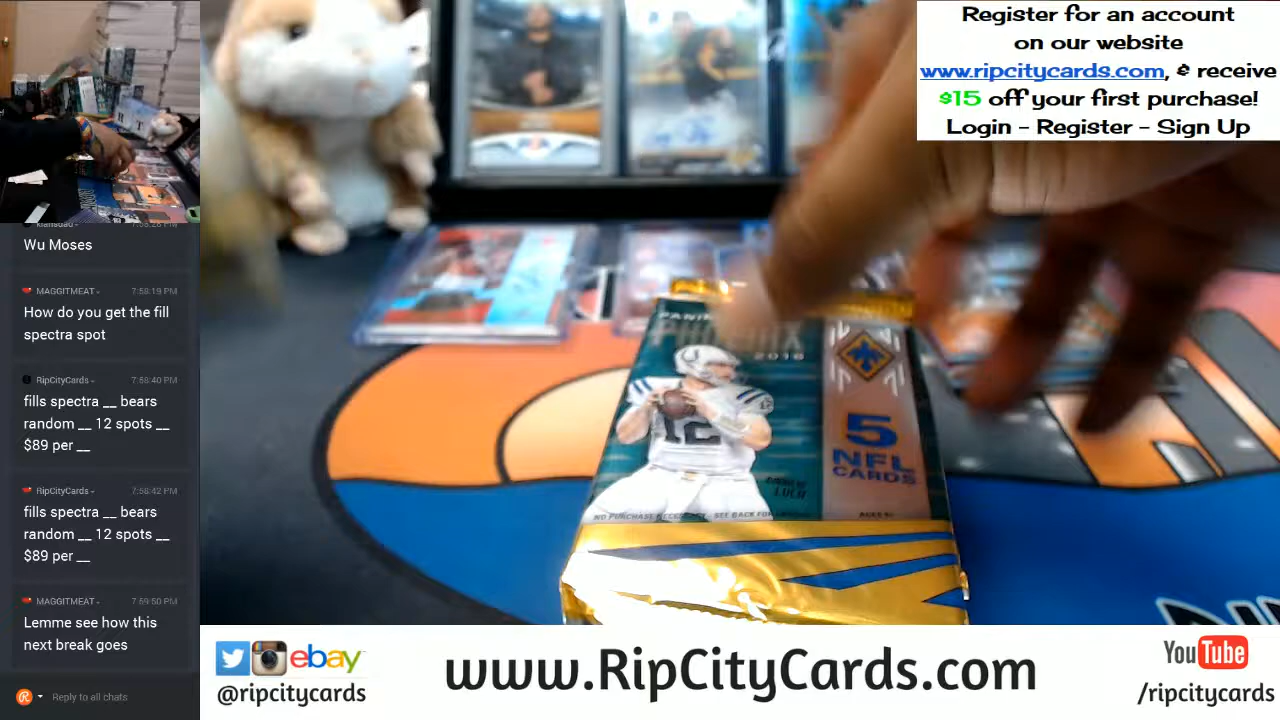 Register for an account
on our website
www.ripcitycards.com, & receive
$15 off your first purchase!
Login - Register - Sign Up
Wu Moses
MAGGITMEAT 7:58:19 PM
How do you get the fill
spectra spot
RipCityCards 7:58:40 PM
fills spectra __ bears
random __ 12 spots __
$89 per __
RipCityCards 7:58:42 PM
fills spectra __ bears
random __ 12 spots __
$89 per __
MAGGITMEAT 7:59:50 PM
Lemme see how this
next break goes
Reply to all chats
PHOENIX
2018
12
5
NFL
CARDS
LUCK
ebay
@ripcitycards
www.RipCityCards.com
YouTube
/ripcitycards